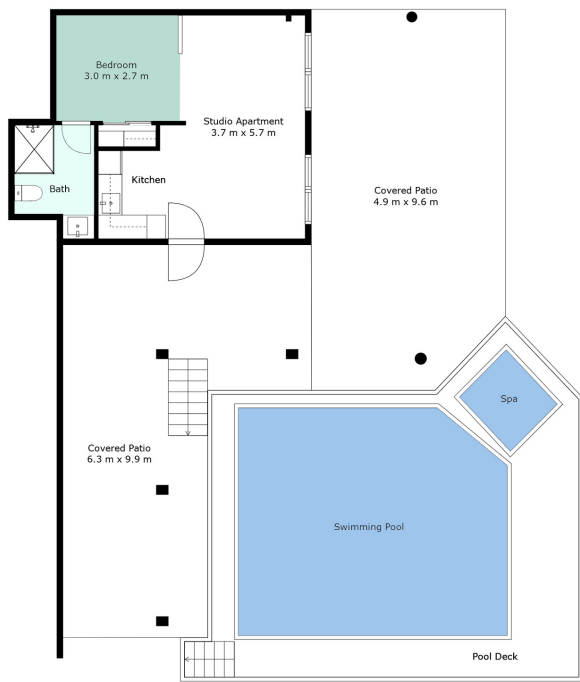 Bedroom
3.0 m x 2.7 m
Studio Apartment
3.7 m x 5.7 m
Kitchen
Bath
Covered Patio
4.9 m x 9.6 m
Spa
Covered Patio
6.3 m x 9.9 m
Swimming Pool
Pool Deck